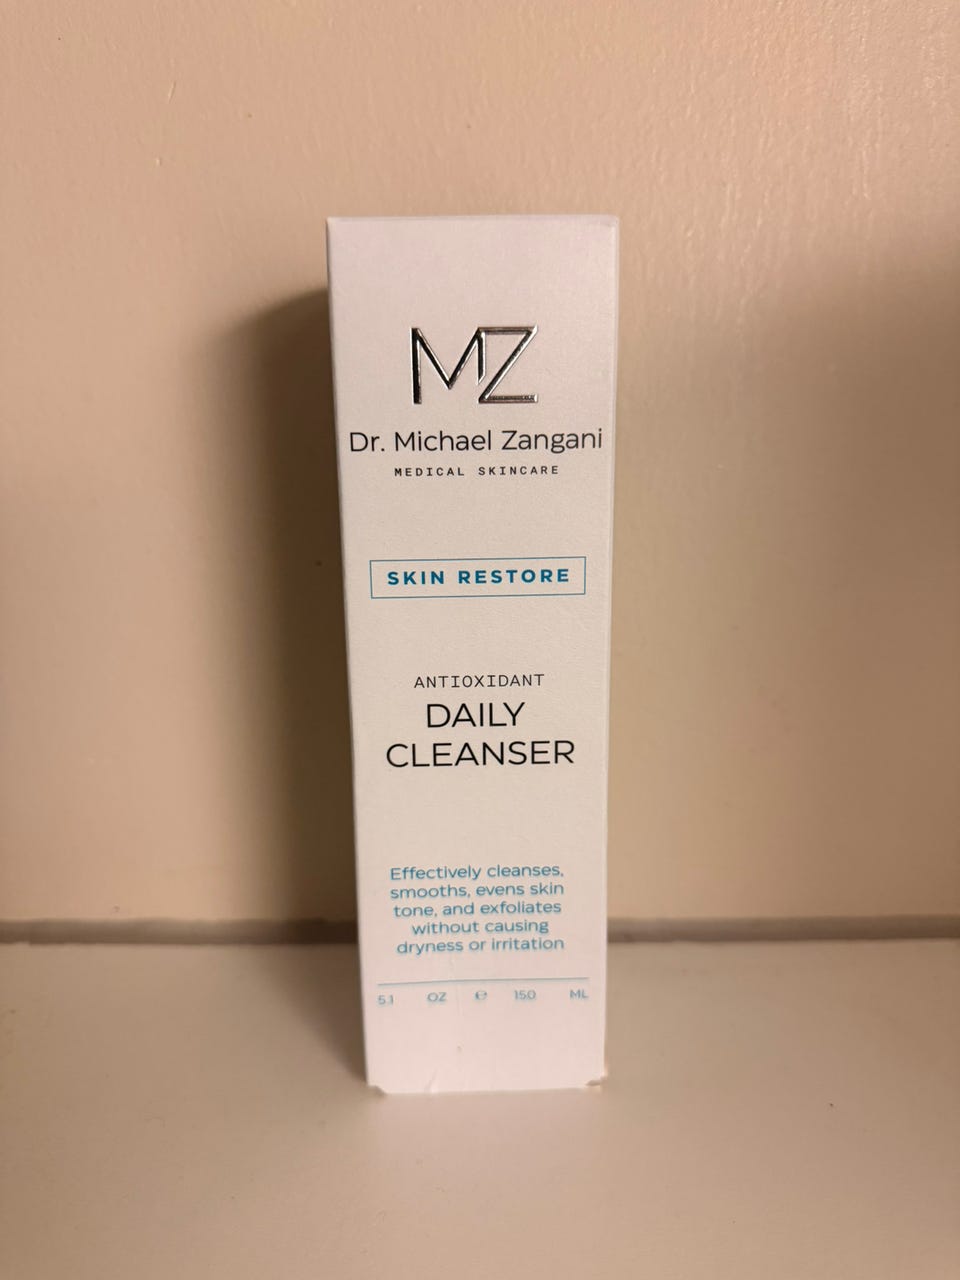 MZ
Dr. Michael Zangani
MEDICAL SKINCARE
SKIN RESTORE
ANTIOXIDANT
DAILY
CLEANSER
Effectively cleanses,
smooths, evens skin
tone, and exfoliates
without causing
dryness or irritation
5.1 OZ ℮ 150 ML